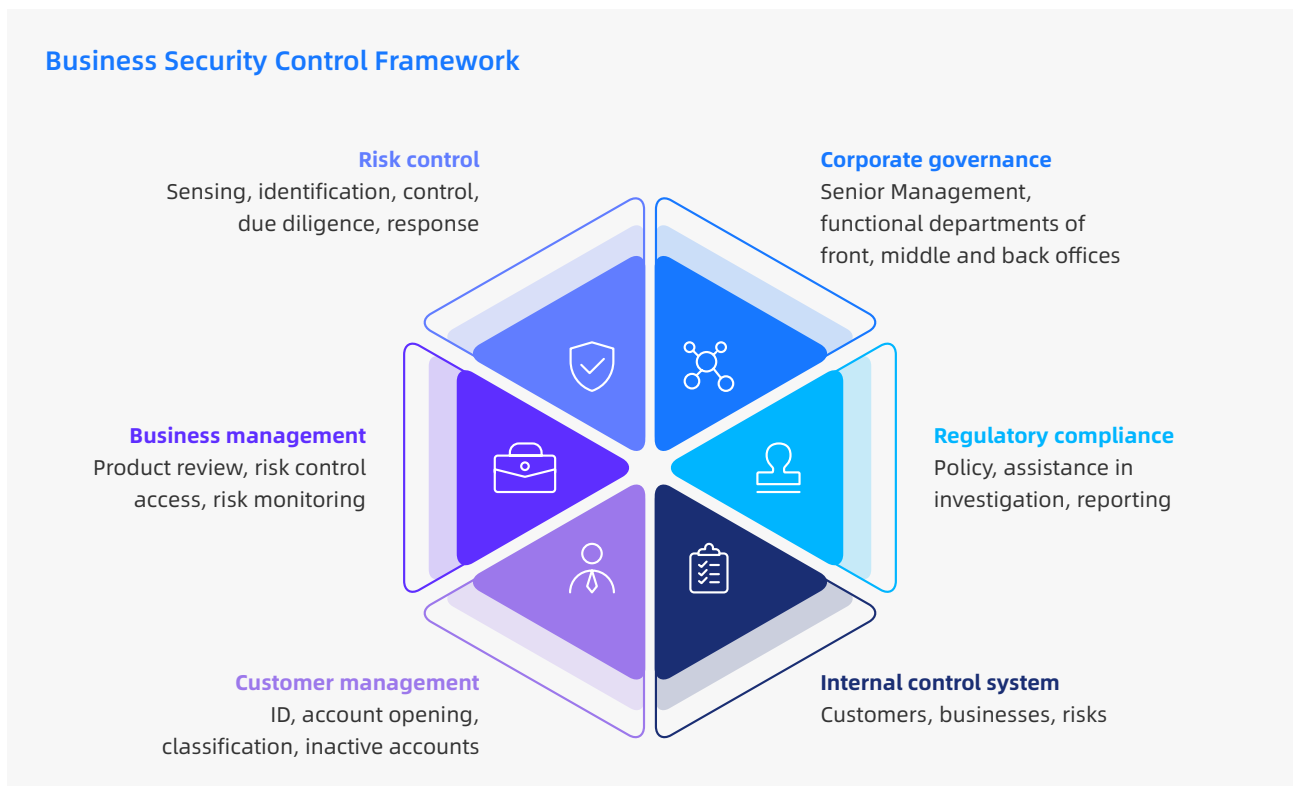 Business Security Control Framework
Risk control
Sensing, identification, control,
due diligence, response
Corporate governance
Senior Management,
functional departments of
front, middle and back offices
Business management
Product review, risk control
access, risk monitoring
Regulatory compliance
Policy, assistance in
investigation, reporting
Customer management
ID, account opening,
classification, inactive accounts
Internal control system
Customers, businesses, risks